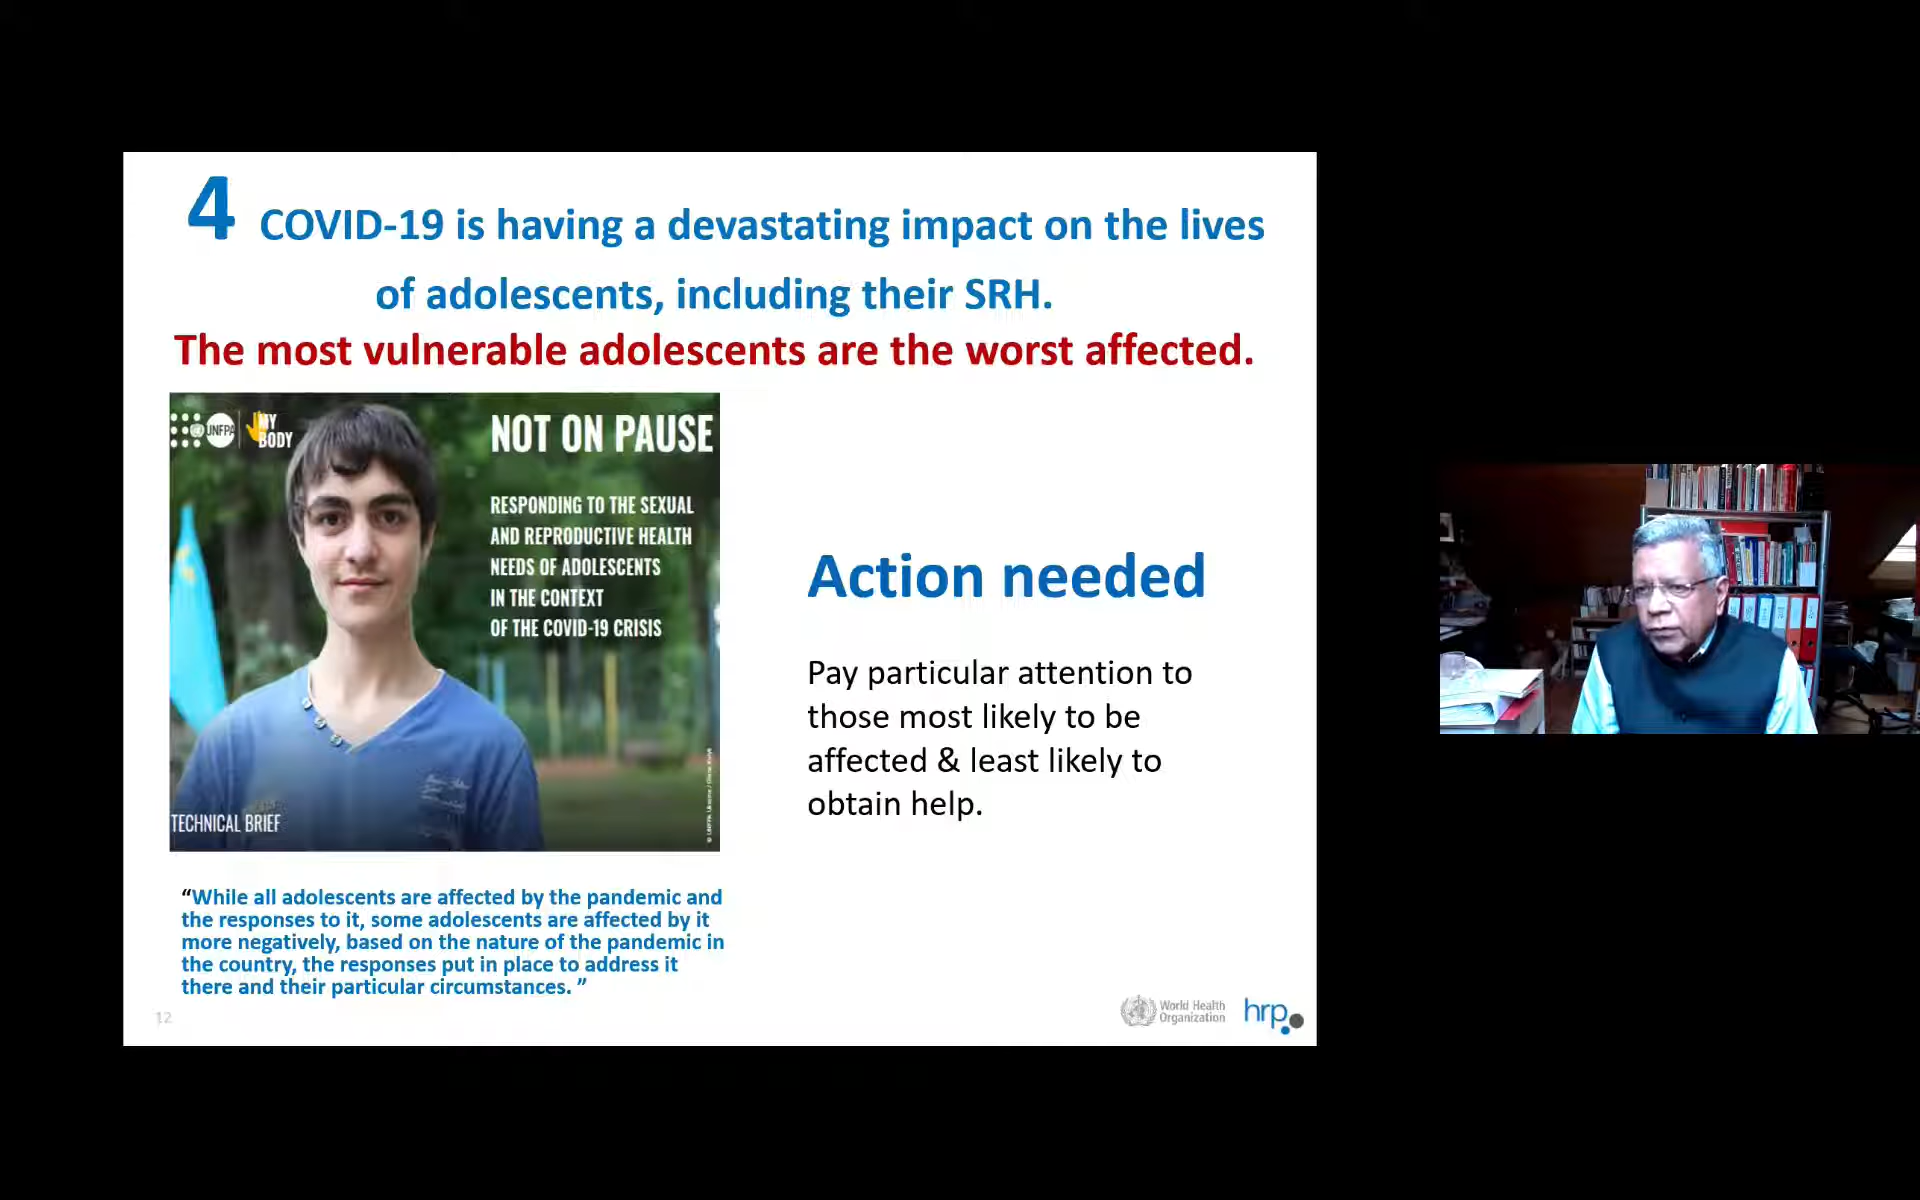 4 COVID-19 is having a devastating impact on the lives
of adolescents, including their SRH.
The most vulnerable adolescents are the worst affected.
UNFPA
MY
BODY
NOT ON PAUSE
RESPONDING TO THE SEXUAL
AND REPRODUCTIVE HEALTH
NEEDS OF ADOLESCENTS
IN THE CONTEXT
OF THE COVID-19 CRISIS
TECHNICAL BRIEF
Action needed
Pay particular attention to
those most likely to be
affected & least likely to
obtain help.
“While all adolescents are affected by the pandemic and
the responses to it, some adolescents are affected by it
more negatively, based on the nature of the pandemic in
the country, the responses put in place to address it
there and their particular circumstances. ”
12
World Health
Organization
hrp